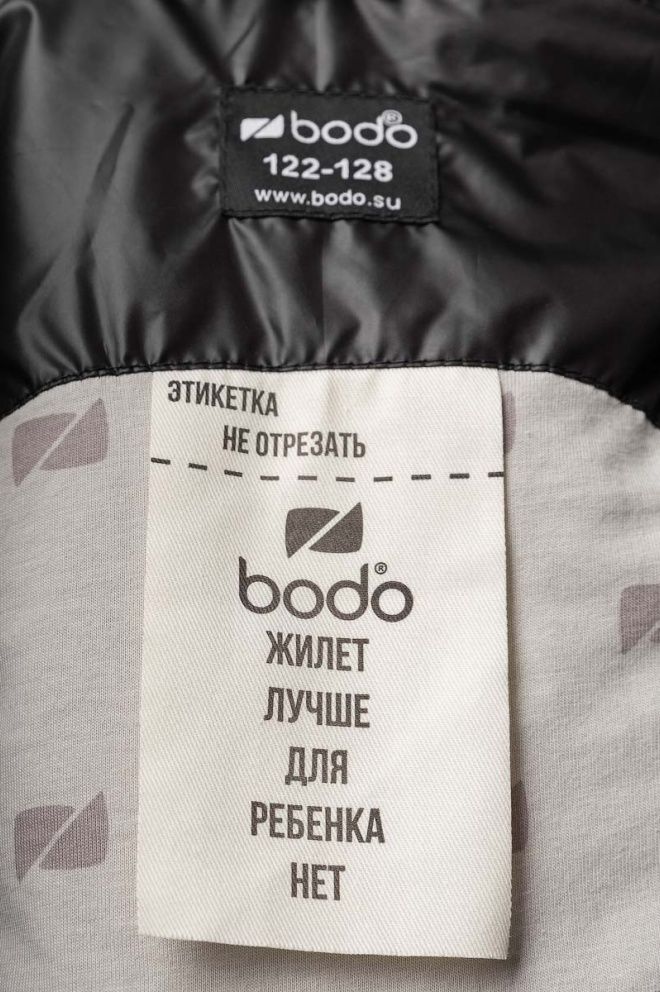 bodo®
122-128
www.bodo.su
ЭТИКЕТКА
НЕ ОТРЕЗАТЬ
bodo®
ЖИЛЕТ
ЛУЧШЕ
ДЛЯ
РЕБЕНКА
НЕТ